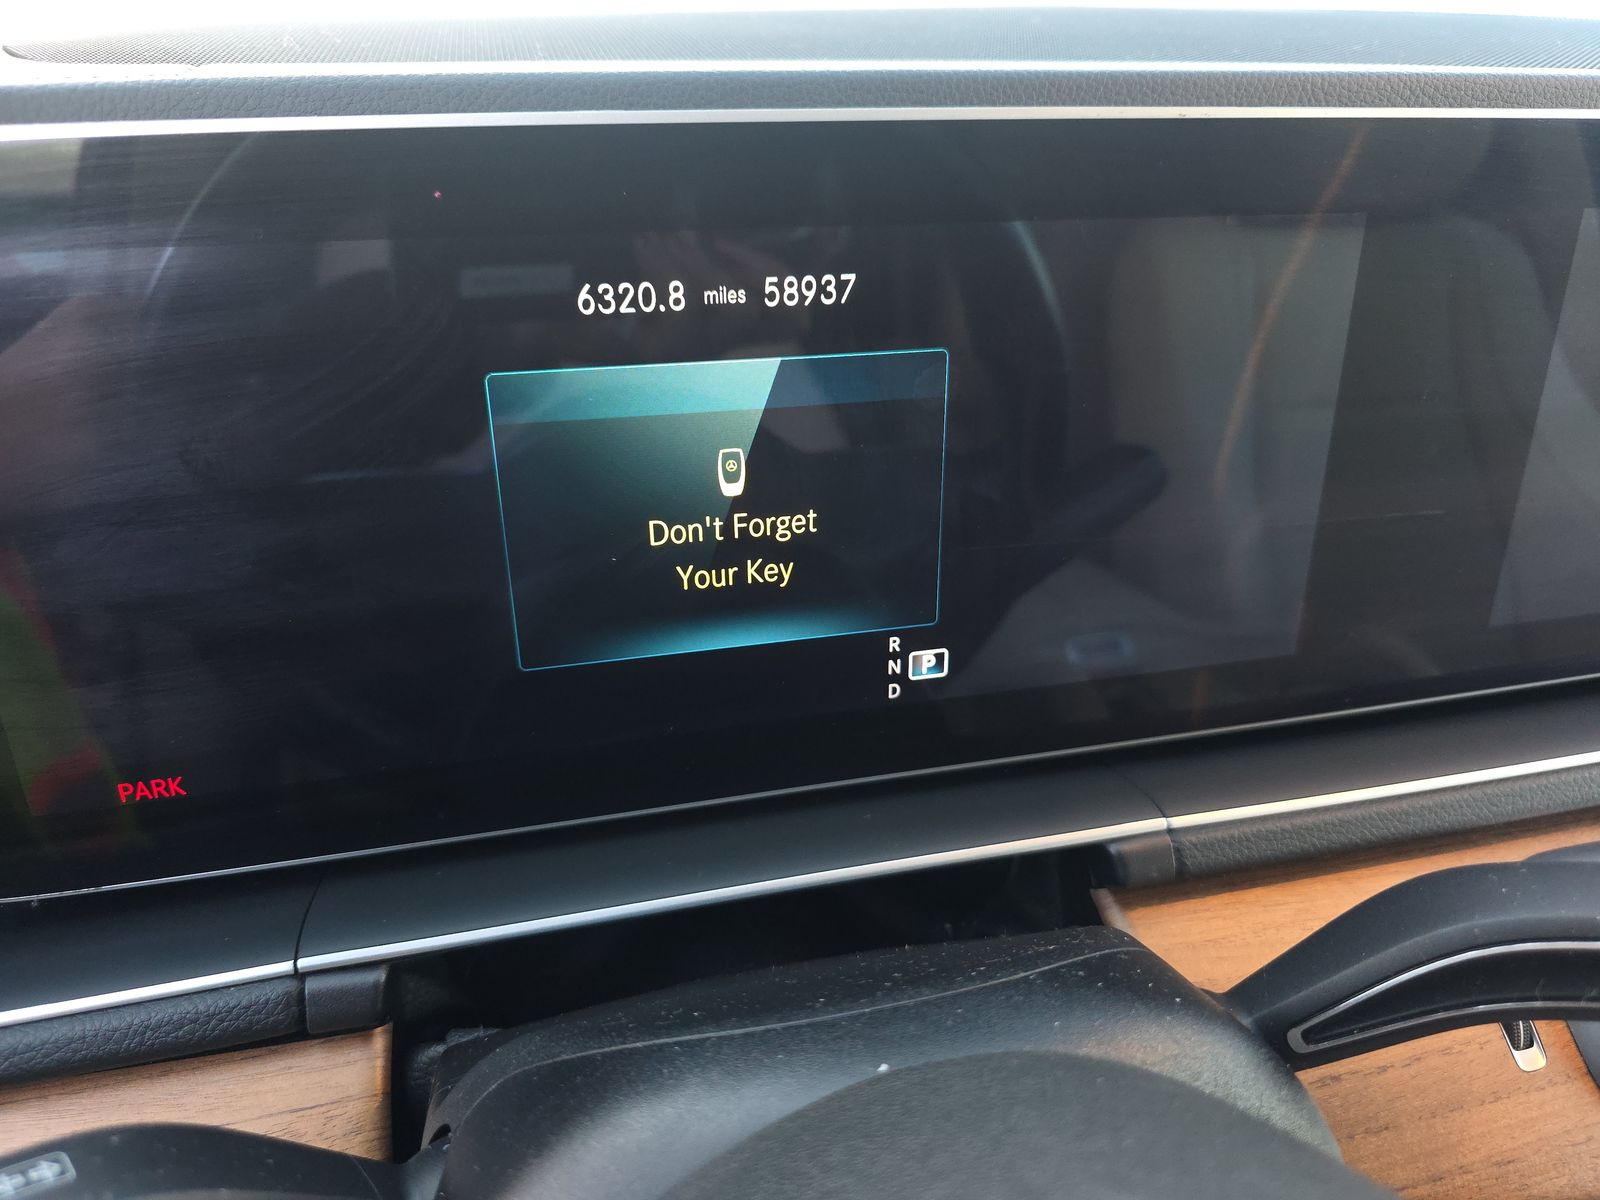 6320.8 miles 58937
Don't Forget
Your Key
R
N P
D
PARK